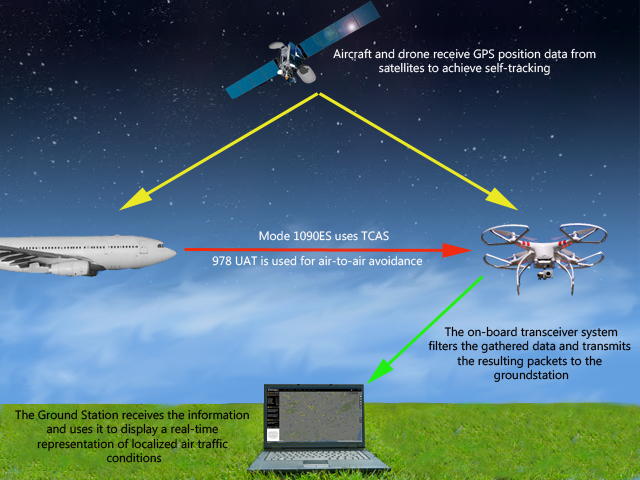 Aircraft and drone receive GPS position data from
satellites to achieve self-tracking
Mode 1090ES uses TCAS
978 UAT is used for air-to-air avoidance
The on-board transceiver system
filters the gathered data and transmits
the resulting packets to the
groundstation
The Ground Station receives the information
and uses it to display a real-time
representation of localized air traffic
conditions